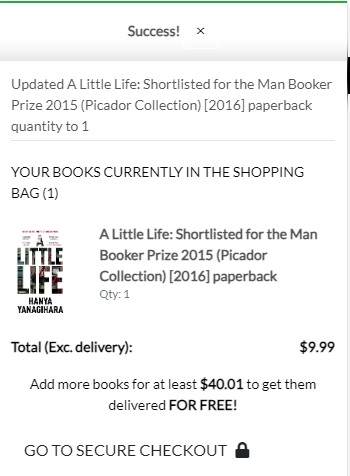 Success! ×
Updated A Little Life: Shortlisted for the Man Booker
Prize 2015 (Picador Collection) [2016] paperback
quantity to 1
YOUR BOOKS CURRENTLY IN THE SHOPPING
BAG (1)
LITTLE
LIFE
HANYA
YANAGIHARA
A Little Life: Shortlisted for the Man
Booker Prize 2015 (Picador
Collection) [2016] paperback
Qty: 1
Total (Exc. delivery): $9.99
Add more books for at least $40.01 to get them
delivered FOR FREE!
GO TO SECURE CHECKOUT